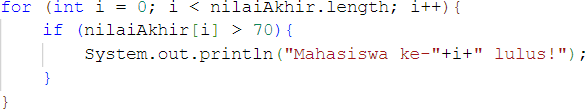 for (int i = 0; i < nilaiAkhir.length; i++){
    if (nilaiAkhir[i] > 70){
        System.out.println("Mahasiswa ke-"+i+" lulus!");
    }
}